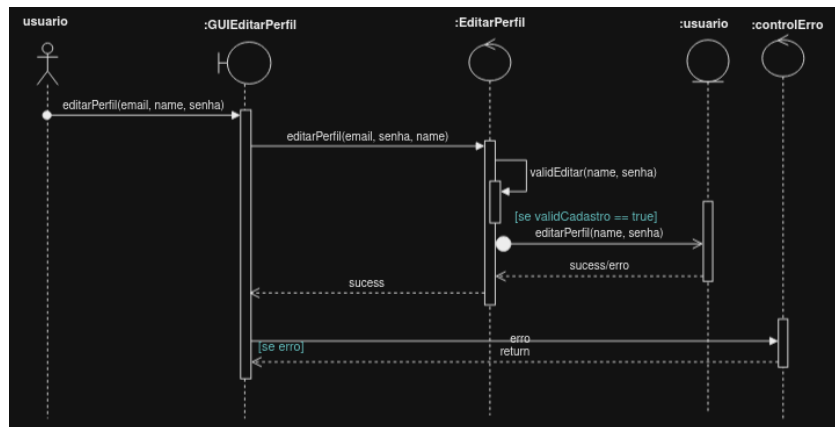 usuario
:GUIEditarPerfil
:EditarPerfil
:usuario
:controlErro
editarPerfil(email, name, senha)
editarPerfil(email, senha, name)
validEditar(name, senha)
[se validCadastro == true]
editarPerfil(name, senha)
sucess/erro
sucess
erro
[se erro]
return